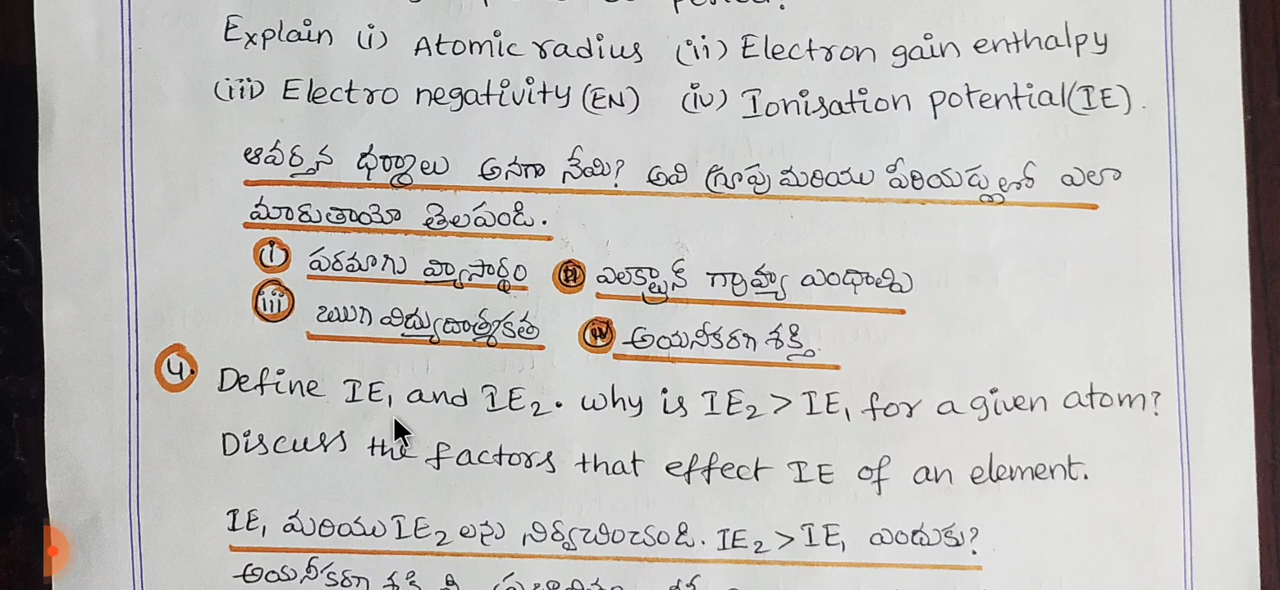 Explain (i) Atomic radius (ii) Electron gain enthalpy
(iii) Electro negativity (EN) (iv) Ionisation potential (IE).
ఆవర్తన ధర్మాలు అనగా నేమి? అవి గ్రూపు మరియు పీరియడ్లలో ఎలా
మారుతాయో తెలపండి.
(i) పరమాణు వ్యాసార్థం (ii) ఎలక్ట్రాన్ గ్రాహ్య ఎంథాల్పి
(iii) ఋణ విద్యుదాత్మకత (iv) అయనీకరణ శక్తి.
4. Define IE₁ and IE₂. why is IE₂ > IE₁ for a given atom?
Discuss the factors that effect IE of an element.
IE₁ మరియు IE₂ లను నిర్వచించండి. IE₂ > IE₁ ఎందుకు?
అయనీకరణ శక్తి ని